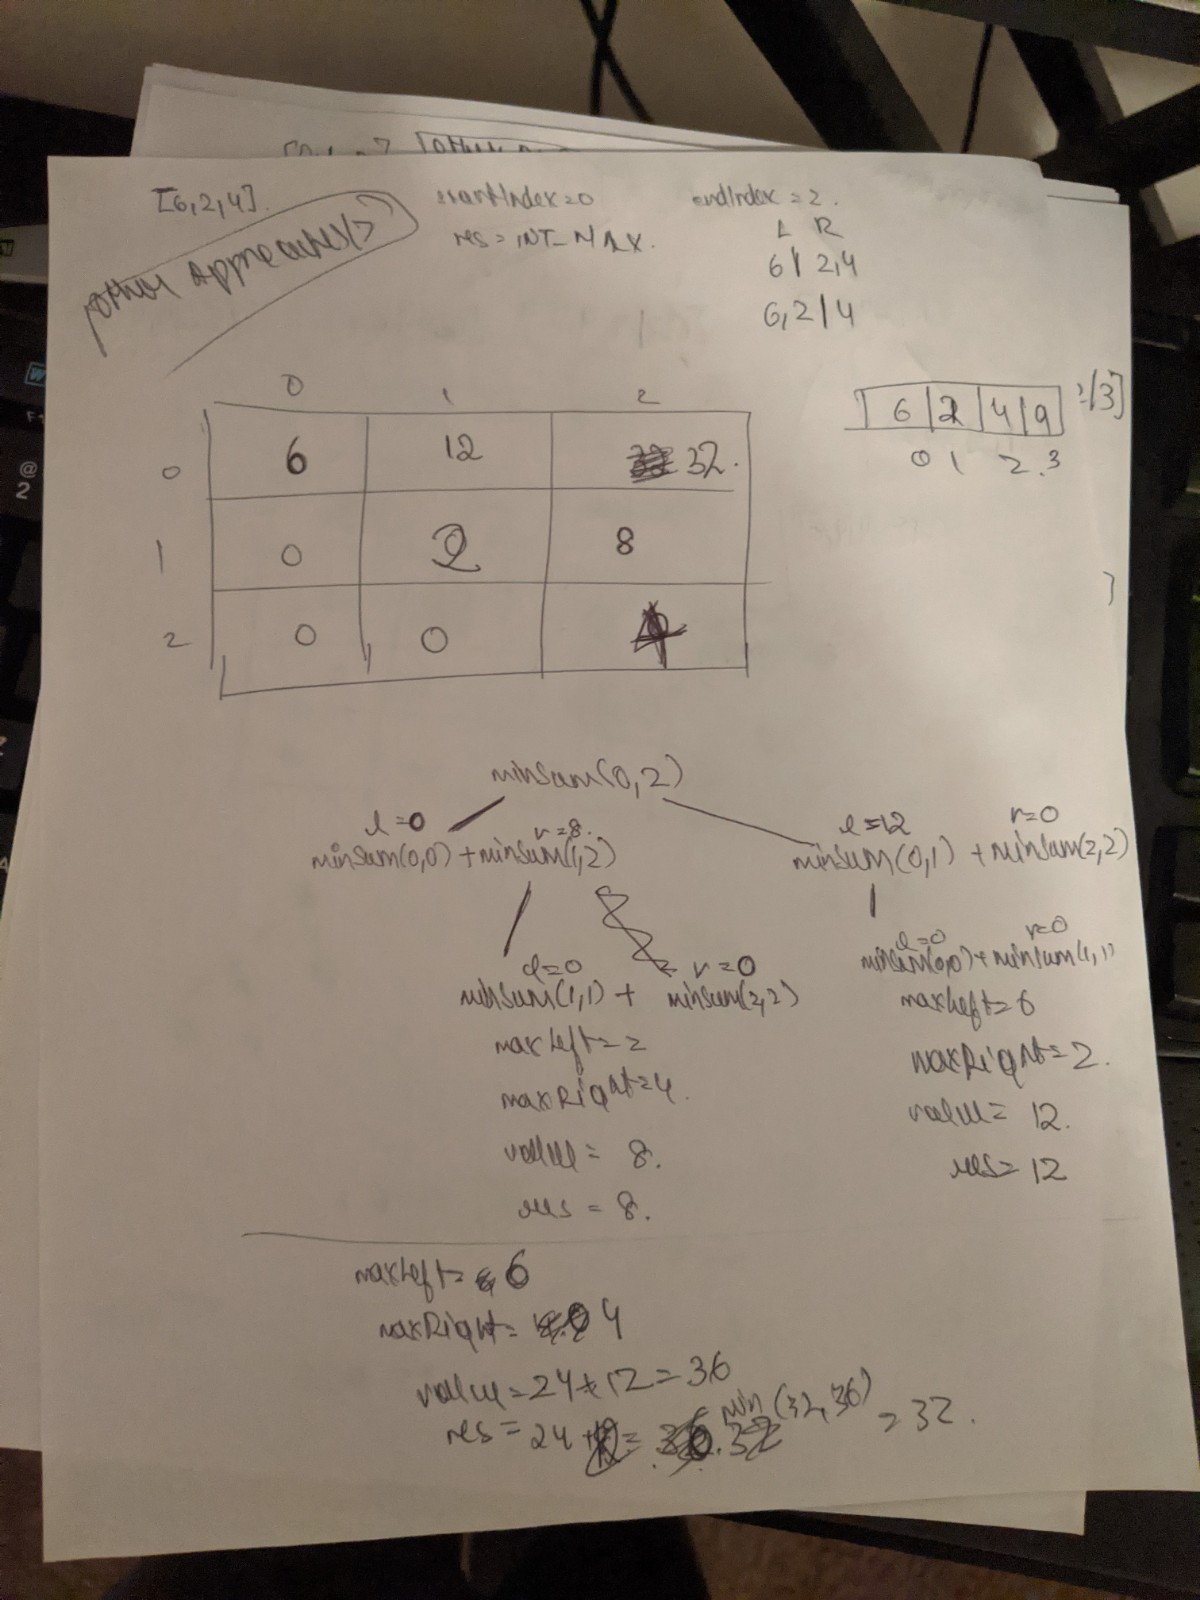 [6,2,4].
startIndex=0
endIndex = 2.
res = INT_MAX.
L R
6 | 2,4
6,2 | 4
other approaches?
0 1 2
0 6 12 32.
1 0 2 8
2 0 0 4
6 | 2 | 4 | 9
0 1 2.3
minsum(0,2)
l=0 r=8.
minsum(0,0) + minsum(1,2)
l=12 r=0
minsum(0,1) + minsum(2,2)
l=0 r=0
minsum(1,1) + minsum(2,2)
maxLeft=2
maxRight=4.
value = 8.
res = 8.
l=0 r=0
minsum(0,0) + minsum(1,1)
maxLeft=6
maxRight=2.
value= 12.
res= 12
maxLeft= 6
maxRight= 4
value=24+12=36
res= 24 min (32,36) = 32.